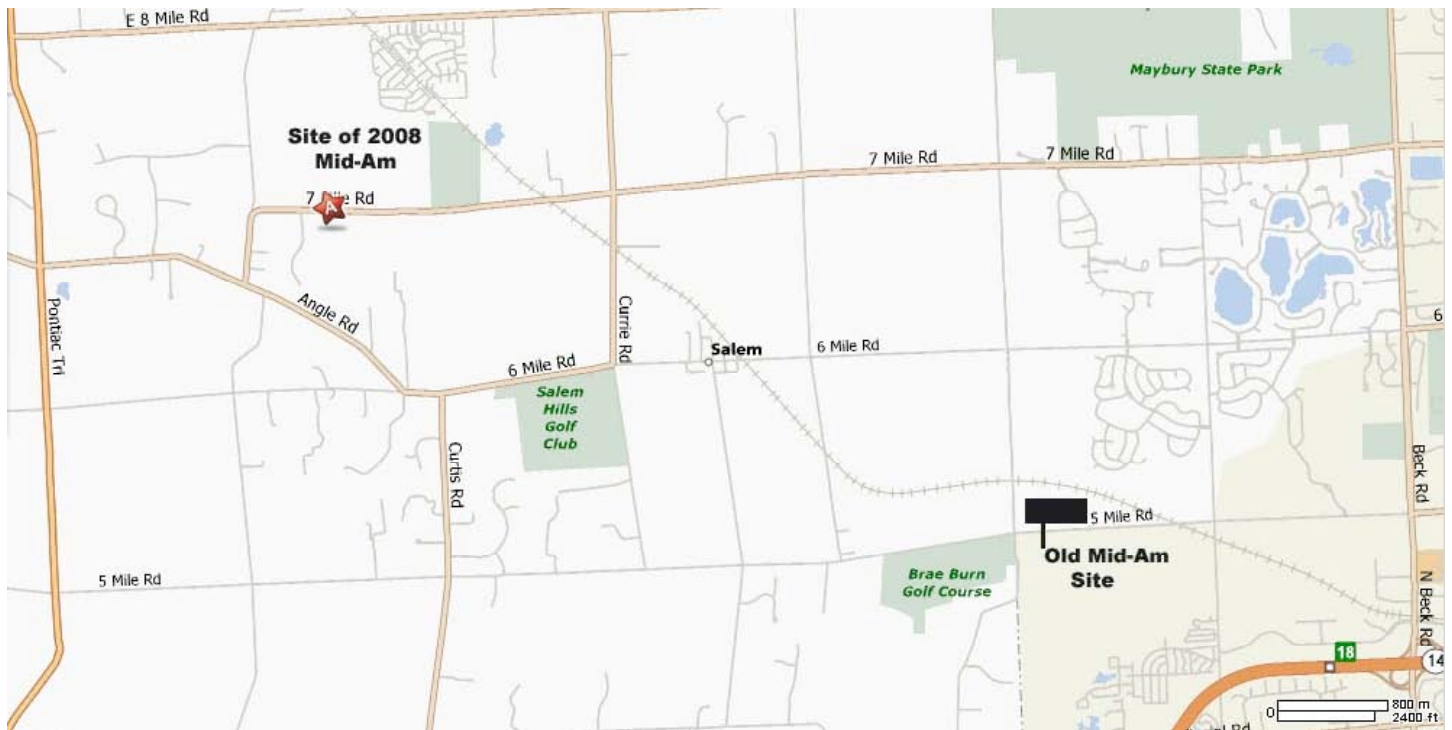 E 8 Mile Rd
Maybury State Park
Site of 2008
Mid-Am
7 Mile Rd
7 Mile Rd
7 Mile Rd
A
Pontiac Trl
Angle Rd
Currie Rd
6
Salem
6 Mile Rd
6 Mile Rd
Salem
Hills
Golf
Club
Curtis Rd
Beck Rd
5 Mile Rd
Old Mid-Am
Site
5 Mile Rd
Brae Burn
Golf Course
N Beck Rd
18
14
0
800 m
2400 ft
Rd